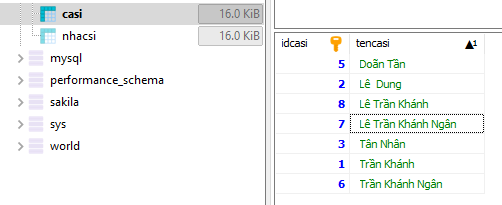 casi 16.0 KiB
nhacsi 16.0 KiB
mysql
performance_schema
sakila
sys
world
idcasi tencasi 1
5 Doãn Tần
2 Lê  Dung
8 Lê Trần Khánh
7 Lê Trần Khánh Ngân
3 Tân Nhân
1 Trần Khánh
6 Trần Khánh Ngân